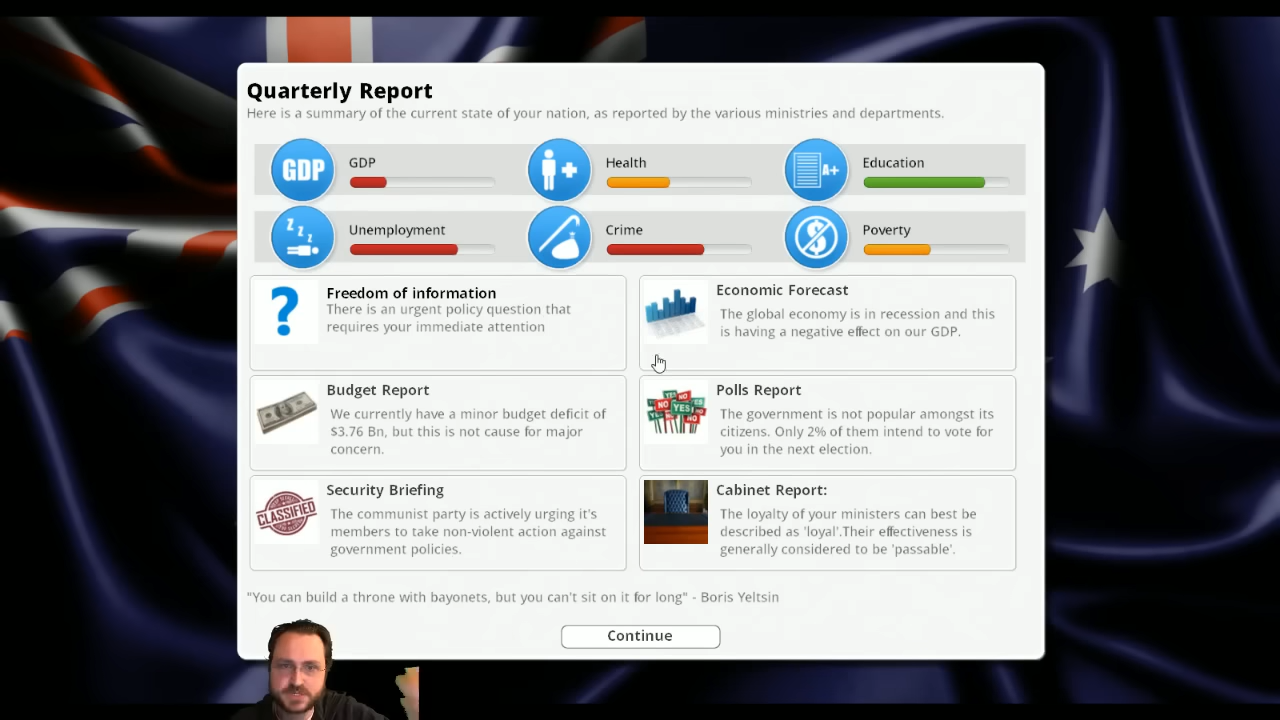 Quarterly Report
Here is a summary of the current state of your nation, as reported by the various ministries and departments.
GDP
GDP
Health
A+
Education
Z Z Z
Unemployment
Crime
$
Poverty
?
Freedom of information
There is an urgent policy question that
requires your immediate attention
Economic Forecast
The global economy is in recession and this
is having a negative effect on our GDP.
Budget Report
We currently have a minor budget deficit of
$3.76 Bn, but this is not cause for major
concern.
NO
YES
NO
Polls Report
The government is not popular amongst its
citizens. Only 2% of them intend to vote for
you in the next election.
CLASSIFIED
Security Briefing
The communist party is actively urging it's
members to take non-violent action against
government policies.
Cabinet Report:
The loyalty of your ministers can best be
described as 'loyal'.Their effectiveness is
generally considered to be 'passable'.
"You can build a throne with bayonets, but you can't sit on it for long" - Boris Yeltsin
Continue